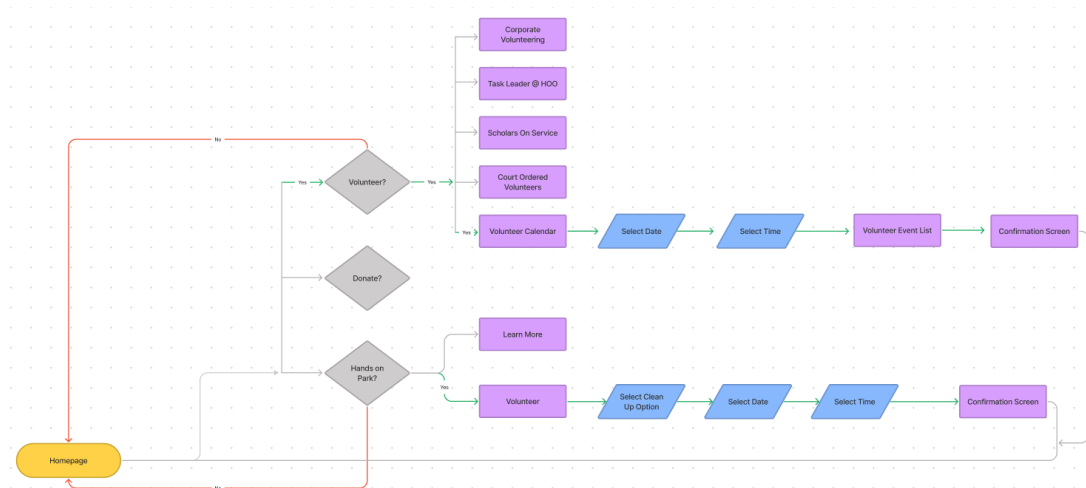 Corporate
Volunteering
Task Leader @ HOO
Scholars On Service
Court Ordered
Volunteers
No
Yes
Volunteer?
Yes
Yes
Volunteer Calendar
Select Date
Select Time
Volunteer Event List
Confirmation Screen
Donate?
Learn More
Hands on
Park?
Yes
Volunteer
Select Clean
Up Option
Select Date
Select Time
Confirmation Screen
Homepage
No